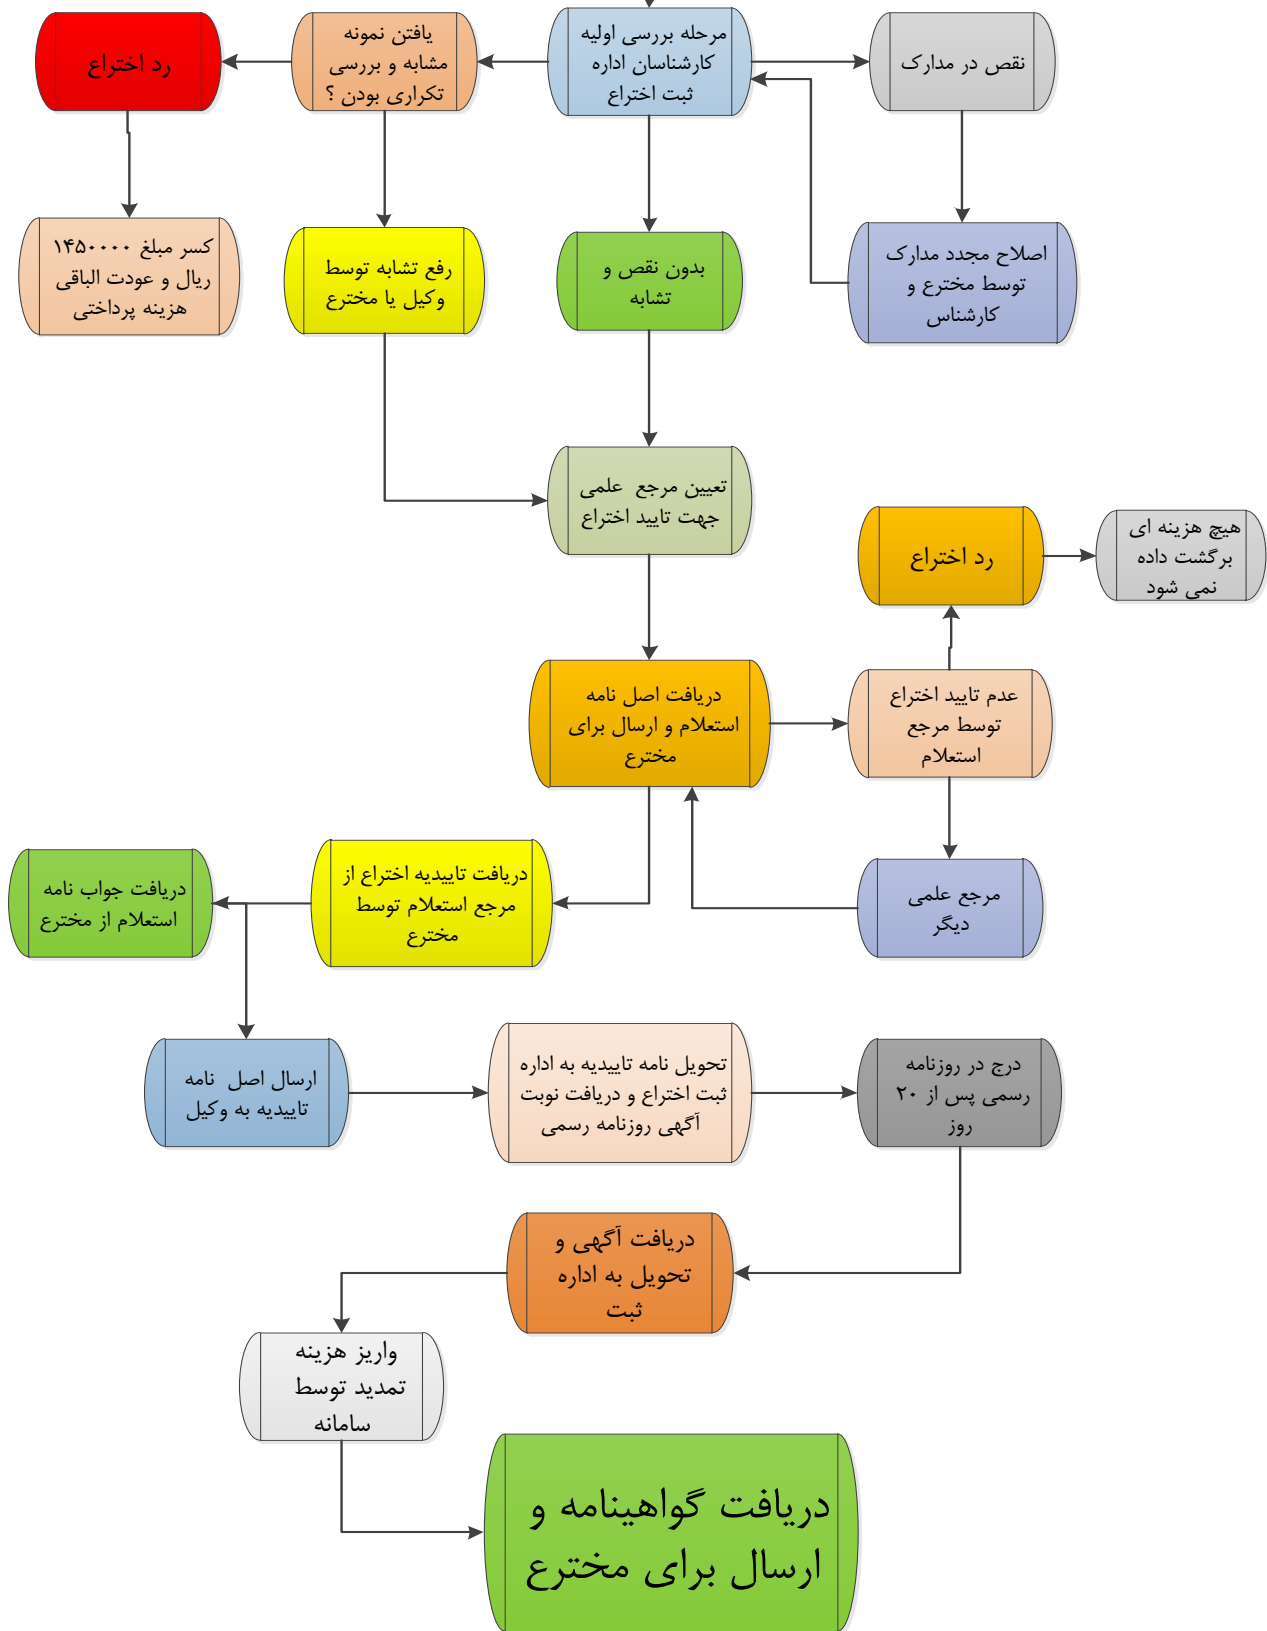 نقص در مدارک
مرحله بررسی اولیه
کارشناسان اداره
ثبت اختراع
یافتن نمونه
مشابه و بررسی
تکراری بودن ؟
رد اختراع
اصلاح مجدد مدارک
توسط مخترع و
کارشناس
بدون نقص و
تشابه
رفع تشابه توسط
وکیل یا مخترع
کسر مبلغ ۱۴۵۰۰۰۰
ریال و عودت الباقی
هزینه پرداختی
تعیین مرجع علمی
جهت تایید اختراع
هیچ هزینه ای
برگشت داده
نمی شود
رد اختراع
عدم تایید اختراع
توسط مرجع
استعلام
دریافت اصل نامه
استعلام و ارسال برای
مخترع
مرجع علمی
دیگر
دریافت تاییدیه اختراع از
مرجع استعلام توسط
مخترع
دریافت جواب نامه
استعلام از مخترع
ارسال اصل نامه
تاییدیه به وکیل
تحویل نامه تاییدیه به اداره
ثبت اختراع و دریافت نوبت
آگهی روزنامه رسمی
درج در روزنامه
رسمی پس از ۲۰
روز
دریافت آگهی و
تحویل به اداره
ثبت
واریز هزینه
تمدید توسط
سامانه
دریافت گواهینامه و
ارسال برای مخترع